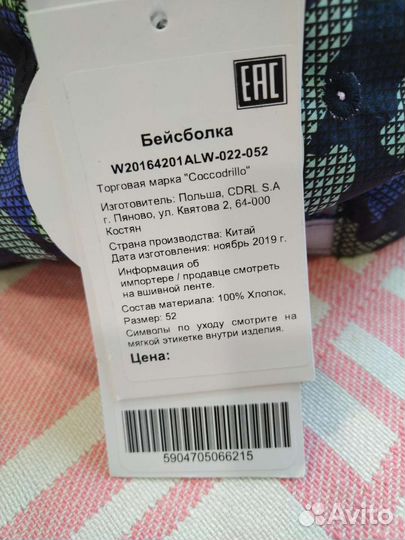 EAC
Бейсболка
W20164201ALW-022-052
Торговая марка "Coccodrillo"
Изготовитель: Польша, CDRL S.A
г. Пяново, ул. Квятова 2, 64-000
Костян
Страна производства: Китай
Дата изготовления: ноябрь 2019 г.
Информация об
импортере / продавце смотреть
на вшивной ленте.
Состав материала: 100% Хлопок,
Размер: 52
Символы по уходу смотрите на
мягкой этикетке внутри изделия.
Цена:
5904705066215
Avito